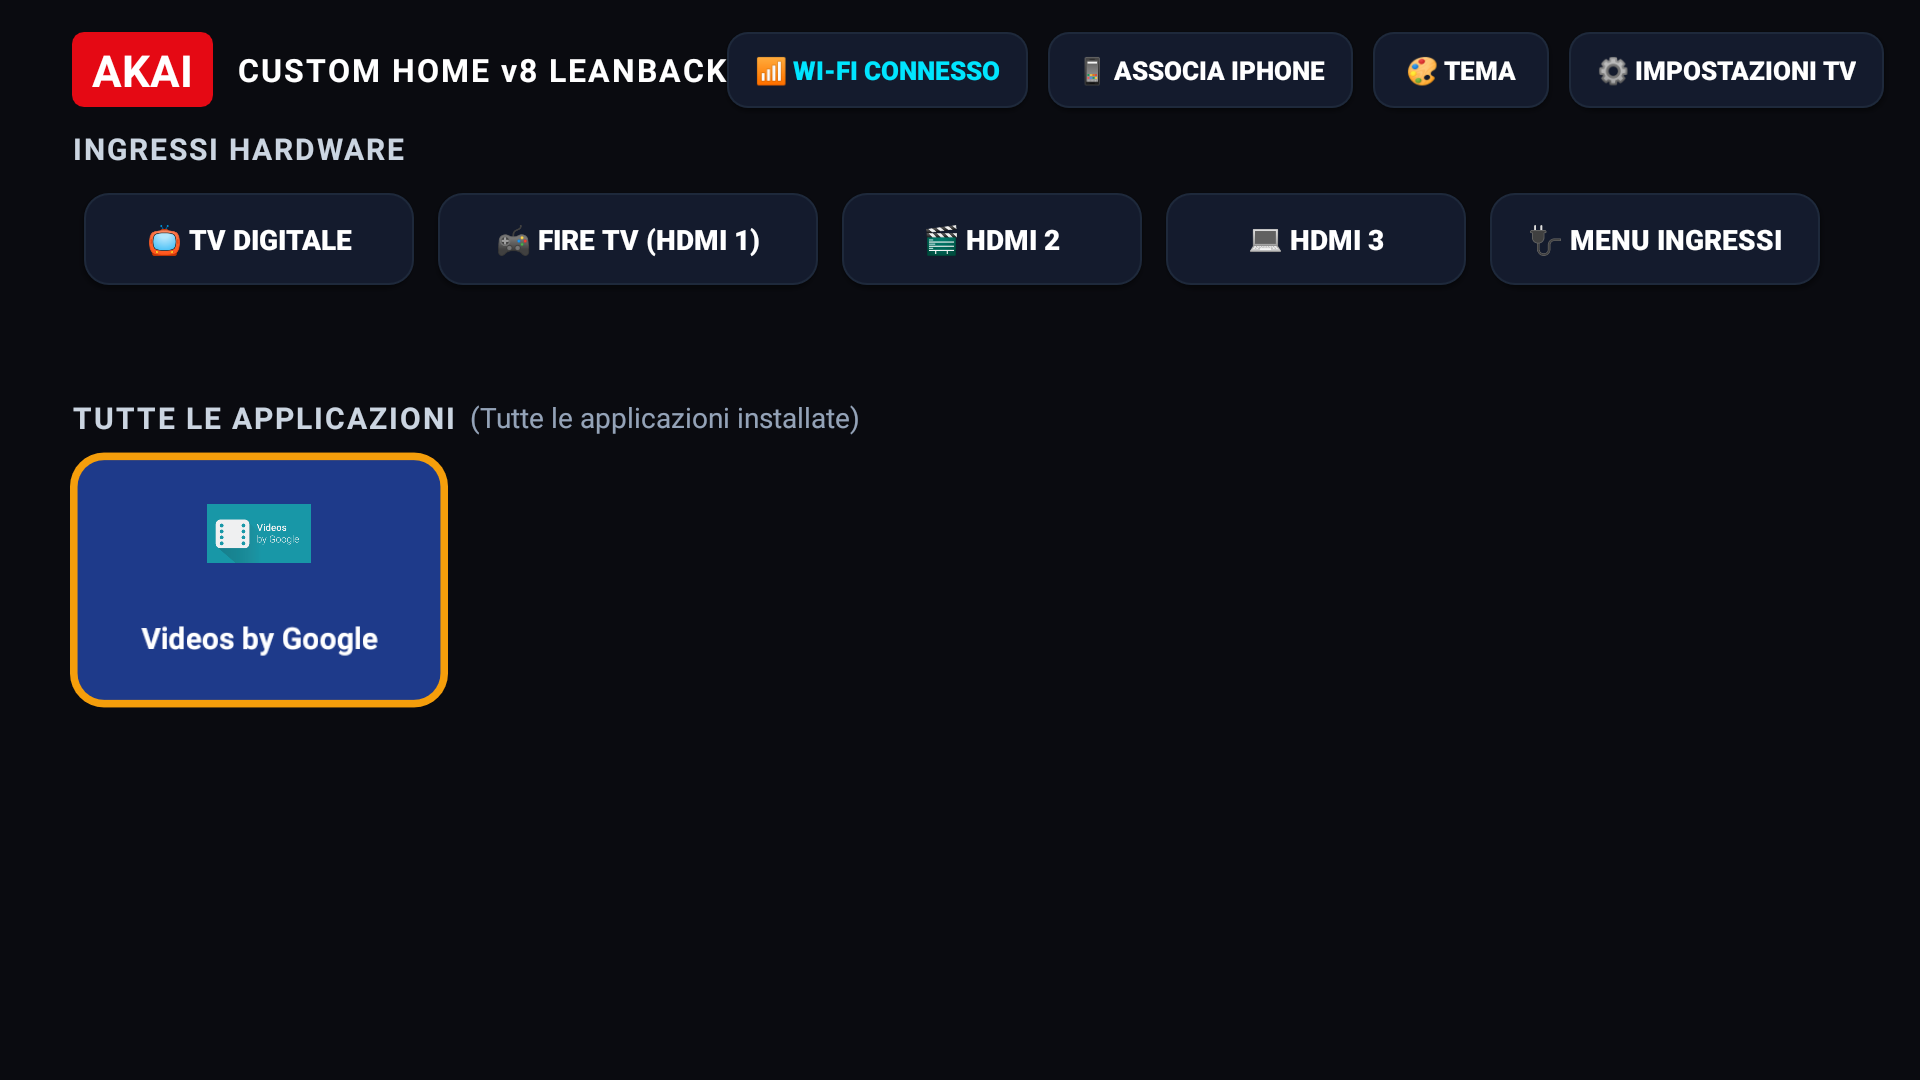 AKAI
CUSTOM HOME v8 LEANBACK
WI-FI CONNESSO
ASSOCIA IPHONE
TEMA
IMPOSTAZIONI TV
INGRESSI HARDWARE
TV DIGITALE
FIRE TV (HDMI 1)
HDMI 2
HDMI 3
MENU INGRESSI
TUTTE LE APPLICAZIONI (Tutte le applicazioni installate)
Videos
by Google
Videos by Google